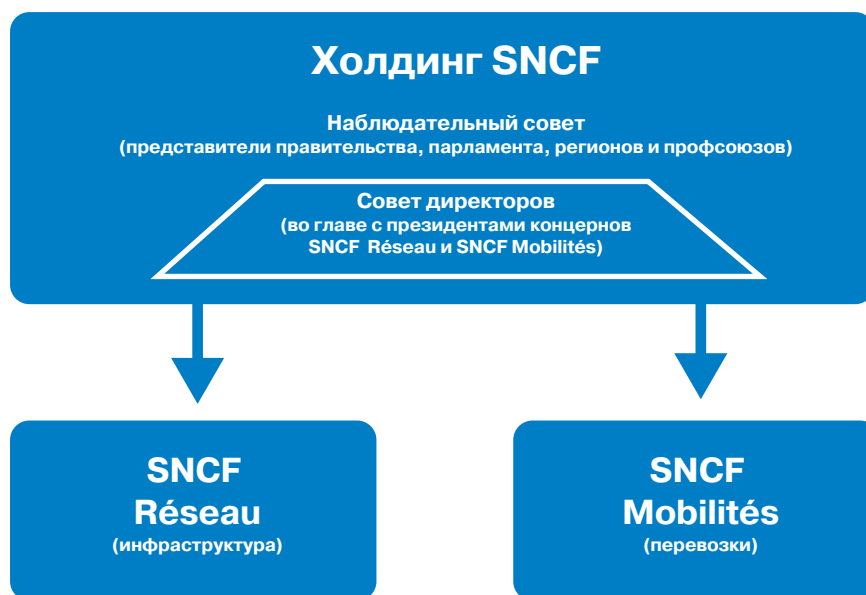 Холдинг SNCF
Наблюдательный совет
(представители правительства, парламента, регионов и профсоюзов)
Совет директоров
(во главе с президентами концернов
SNCF Réseau и SNCF Mobilités)
SNCF
Réseau
(инфраструктура)
SNCF
Mobilités
(перевозки)